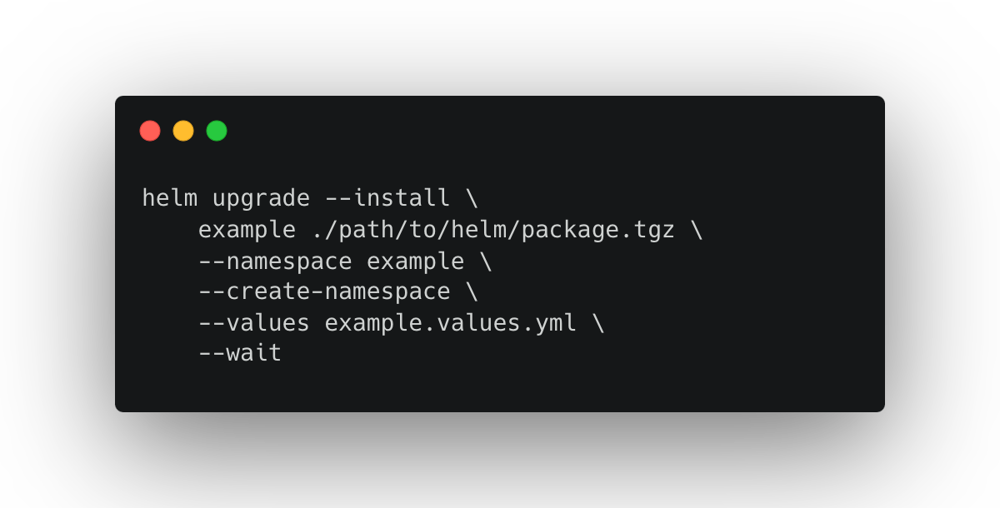 helm upgrade --install \
    example ./path/to/helm/package.tgz \
    --namespace example \
    --create-namespace \
    --values example.values.yml \
    --wait